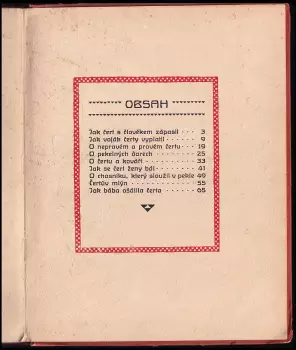 OBSAH
Jak čert s člověkem zápasil 3
Jak voják čerty vyplatil 9
O nepravém a pravém čertu 19
O pekelných darech 25
O čertu a kováři 33
Jak se čert ženy bál 41
O chasníku, který sloužil v pekle 49
Čertův mlýn 55
Jak bába ošálila čerta 65